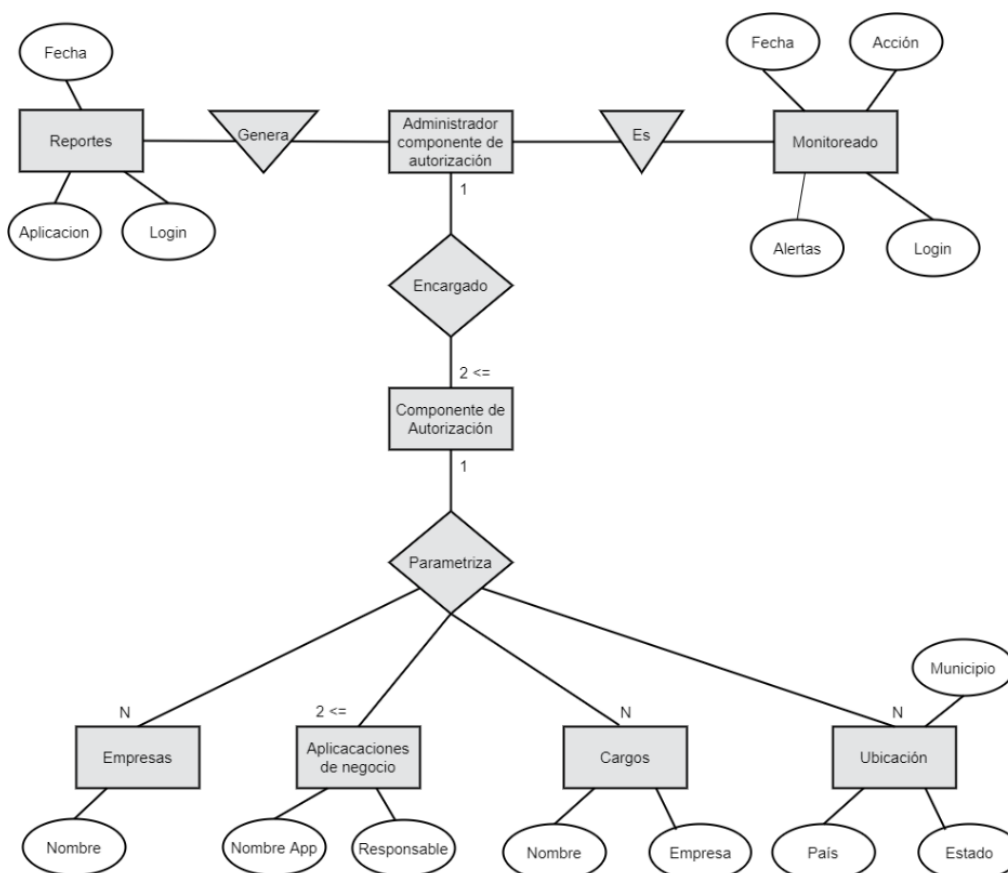 Fecha
Fecha
Acción
Reportes
Genera
Administrador
componente de
autorización
Es
Monitoreado
1
Aplicacion
Login
Alertas
Login
Encargado
2 <=
Componente de
Autorización
1
Parametriza
Municipio
N
2 <=
N
N
Empresas
Aplicacaciones
de negocio
Cargos
Ubicación
Nombre
Nombre App
Responsable
Nombre
Empresa
País
Estado